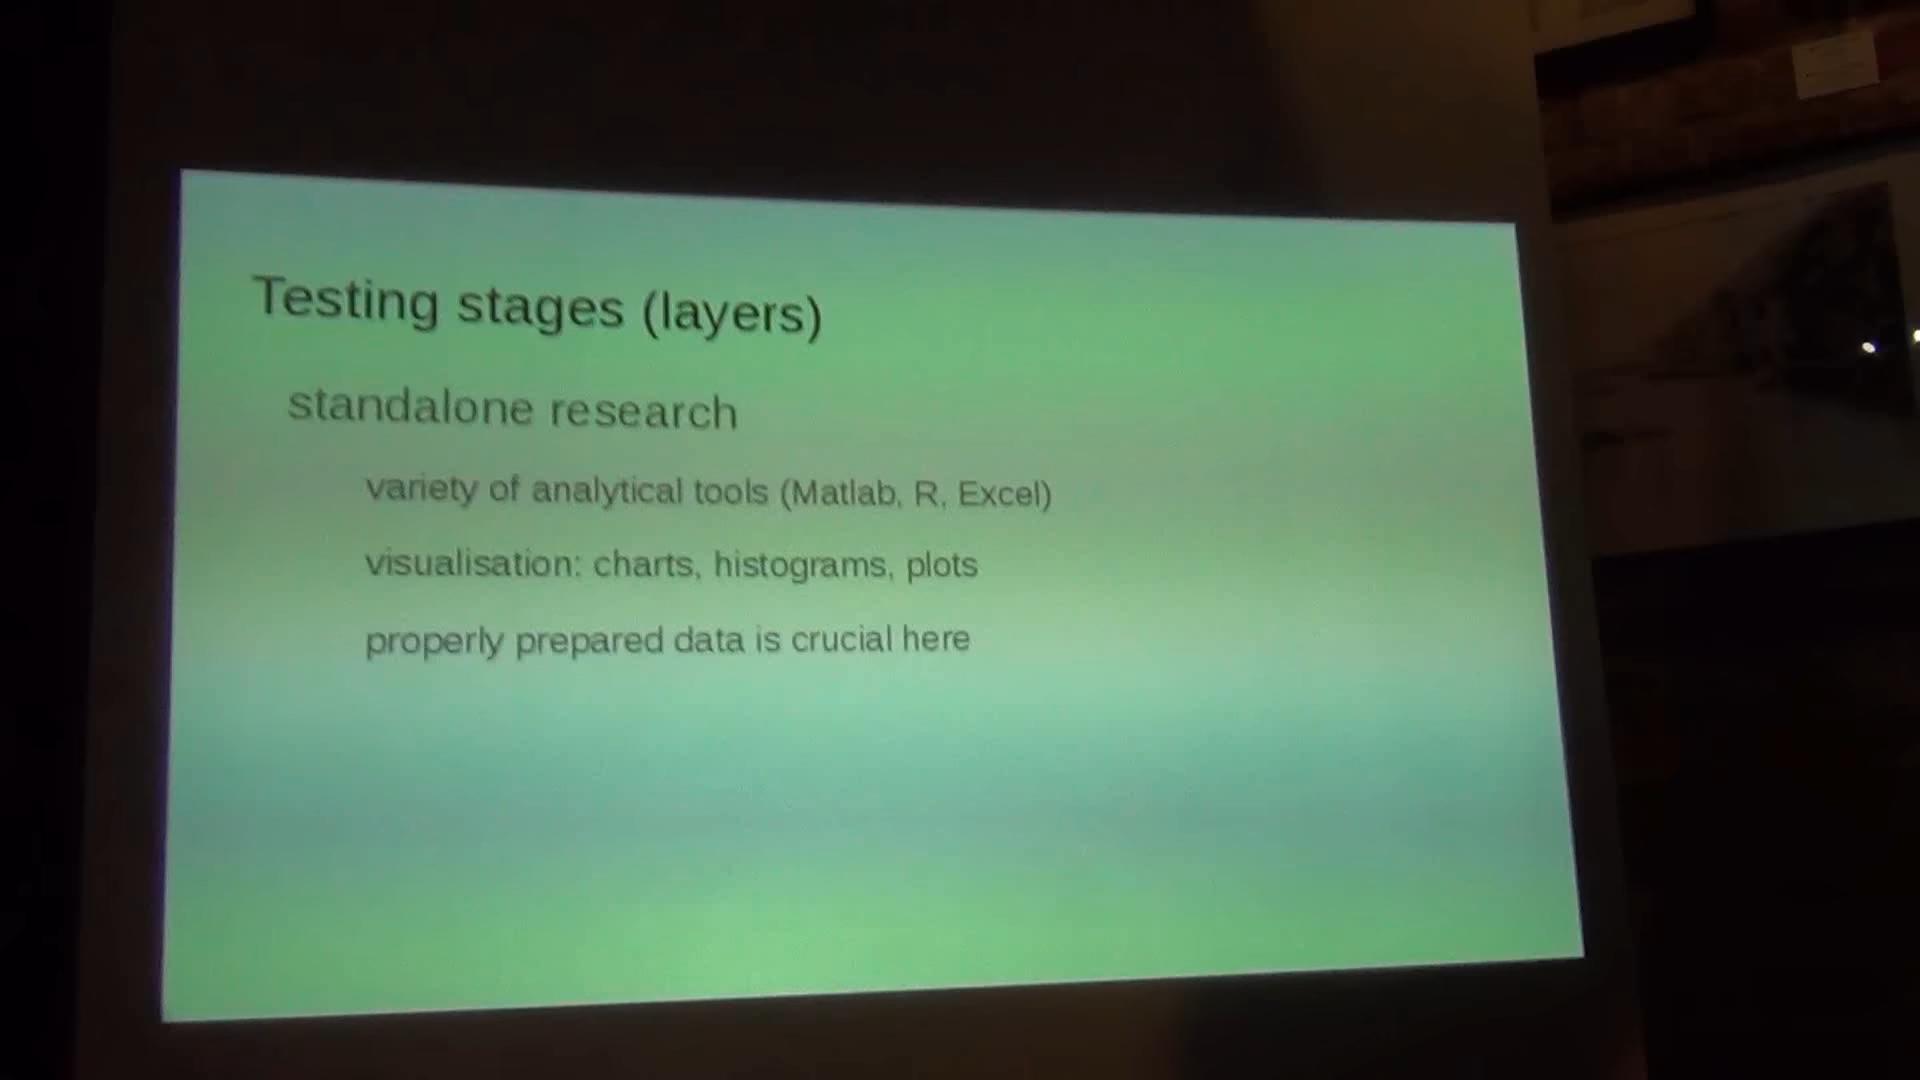 Testing stages (layers)
standalone research
variety of analytical tools (Matlab, R, Excel)
visualisation: charts, histograms, plots
properly prepared data is crucial here